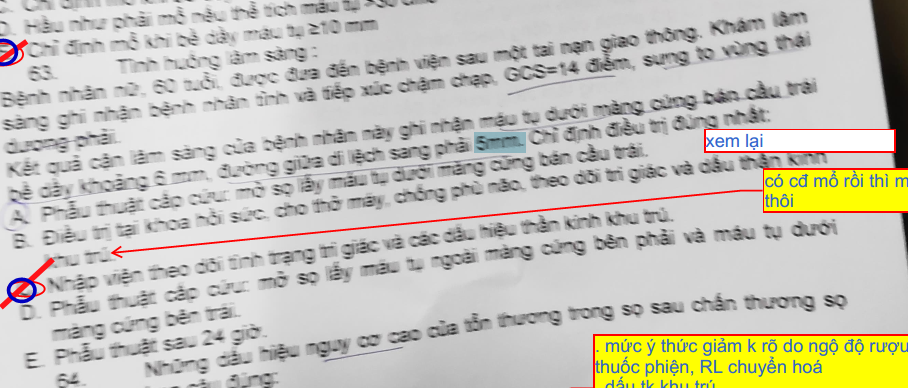 D. Hầu như phải mổ nếu thể tích máu tụ >30 cm3
Chỉ định mổ khi bề dày máu tụ ≥10 mm
63. Tình huống lâm sàng:
Bệnh nhân nữ, 60 tuổi, được đưa đến bệnh viện sau một tai nạn giao thông. Khám lâm
sàng ghi nhận bệnh nhân tỉnh và tiếp xúc chậm chạp, GCS=14 điểm, sưng to vùng thái
dương phải.
Kết quả cận lâm sàng của bệnh nhân này ghi nhận máu tụ dưới màng cứng bán cầu trái
bề dày khoảng 6 mm, đường giữa di lệch sang phải 5mm. Chỉ định điều trị đúng nhất:
xem lại
A. Phẫu thuật cấp cứu: mở sọ lấy máu tụ dưới màng cứng bán cầu trái.
có cđ mổ rồi thì m
thôi
B. Điều trị tại khoa hồi sức, cho thở máy, chống phù não, theo dõi tri giác và dấu thần kinh
khu trú.
Nhập viện theo dõi tình trạng tri giác và các dấu hiệu thần kinh khu trú.
D. Phẫu thuật cấp cứu: mở sọ lấy máu tụ ngoài màng cứng bên phải và máu tụ dưới
màng cứng bên trái.
E. Phẫu thuật sau 24 giờ.
64. Những dấu hiệu nguy cơ cao của tổn thương trong sọ sau chấn thương sọ
. mức ý thức giảm k rõ do ngộ độ rượu
thuốc phiện, RL chuyển hoá
. dấu tk khu trú